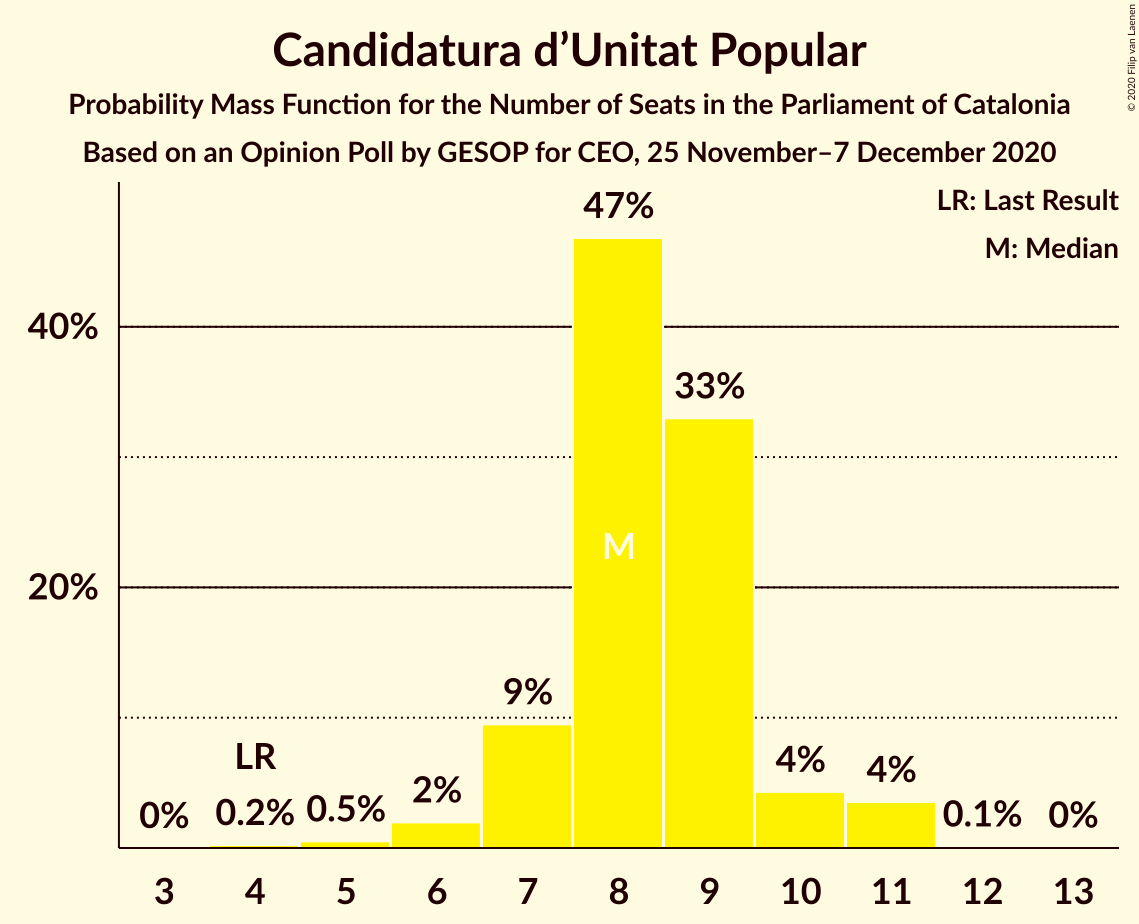 Candidatura d’Unitat Popular
Probability Mass Function for the Number of Seats in the Parliament of Catalonia
Based on an Opinion Poll by GESOP for CEO, 25 November–7 December 2020
© 2020 Filip van Laenen
LR: Last Result
M: Median
40%
20%
0%
LR
0.2%
0.5%
2%
9%
47%
M
33%
4%
4%
0.1%
0%
3 4 5 6 7 8 9 10 11 12 13